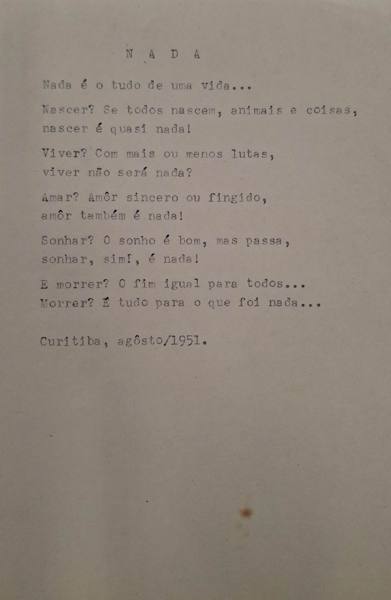 N A D A
Nada é o tudo de uma vida...
Nascer? Se todos nascem, animais e coisas,
nascer é quasi nada!
Viver? Com mais ou menos lutas,
viver não será nada?
Amar? Amôr sincero ou fingido,
amôr também é nada!
Sonhar? O sonho é bom, mas passa,
sonhar, sim!, é nada!
E morrer? O fim igual para todos...
Morrer? É tudo para o que foi nada...
Curitiba, agôsto/1951.